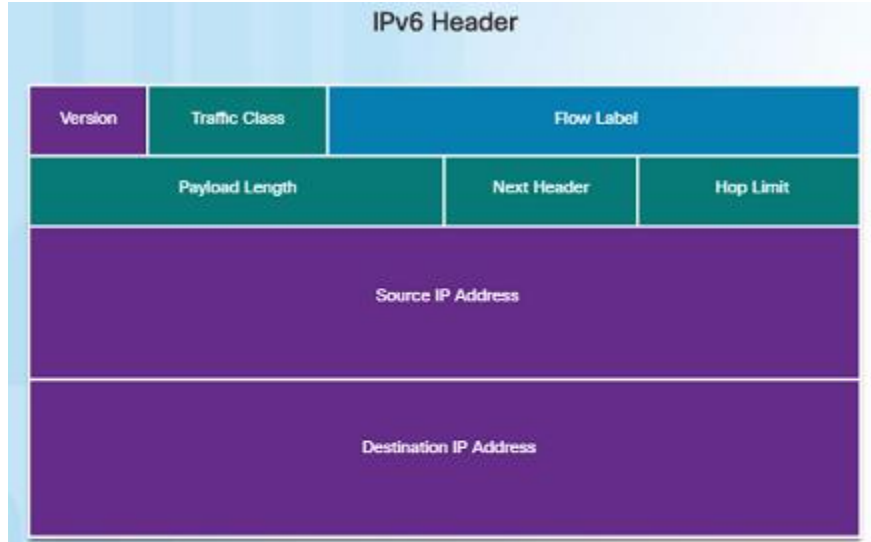 IPv6 Header
Version Traffic Class Flow Label
Payload Length Next Header Hop Limit
Source IP Address
Destination IP Address